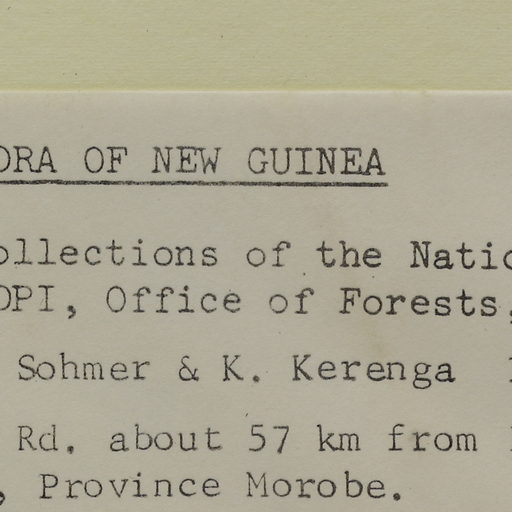 ORA OF NEW GUINEA
ollections of the Natio
DPI, Office of Forests,
Sohmer & K. Kerenga
Rd. about 57 km from
, Province Morobe.